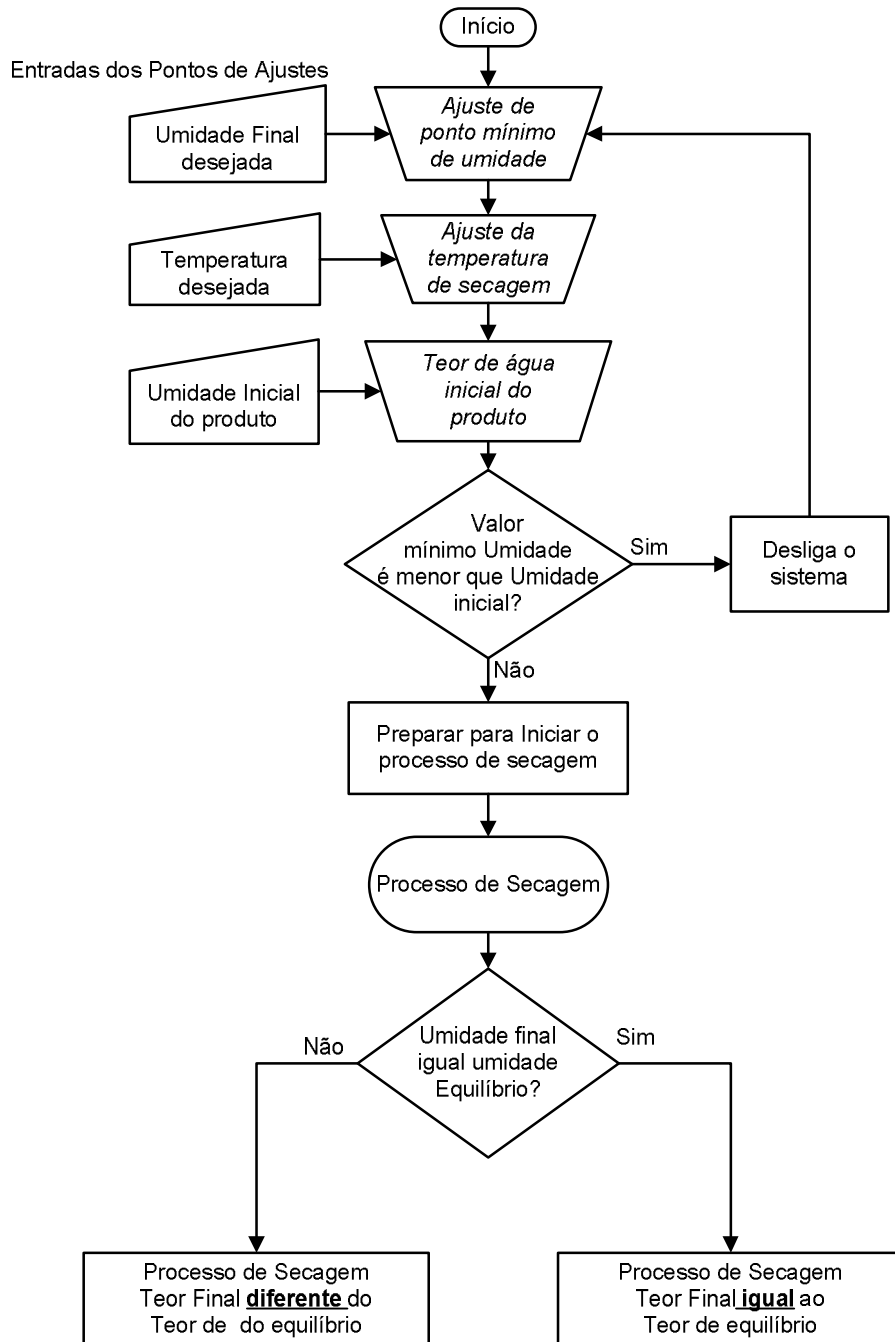 Início
Entradas dos Pontos de Ajustes
Umidade Final
desejada
Ajuste de
ponto mínimo
de umidade
Temperatura
desejada
Ajuste da
temperatura
de secagem
Umidade Inicial
do produto
Teor de água
inicial do
produto
Valor
mínimo Umidade
é menor que Umidade
inicial?
Sim
Desliga o
sistema
Não
Preparar para Iniciar o
processo de secagem
Processo de Secagem
Umidade final
igual umidade
Equilíbrio?
Não
Sim
Processo de Secagem
Teor Final diferente do
Teor de do equilíbrio
Processo de Secagem
Teor Final igual ao
Teor de equilíbrio